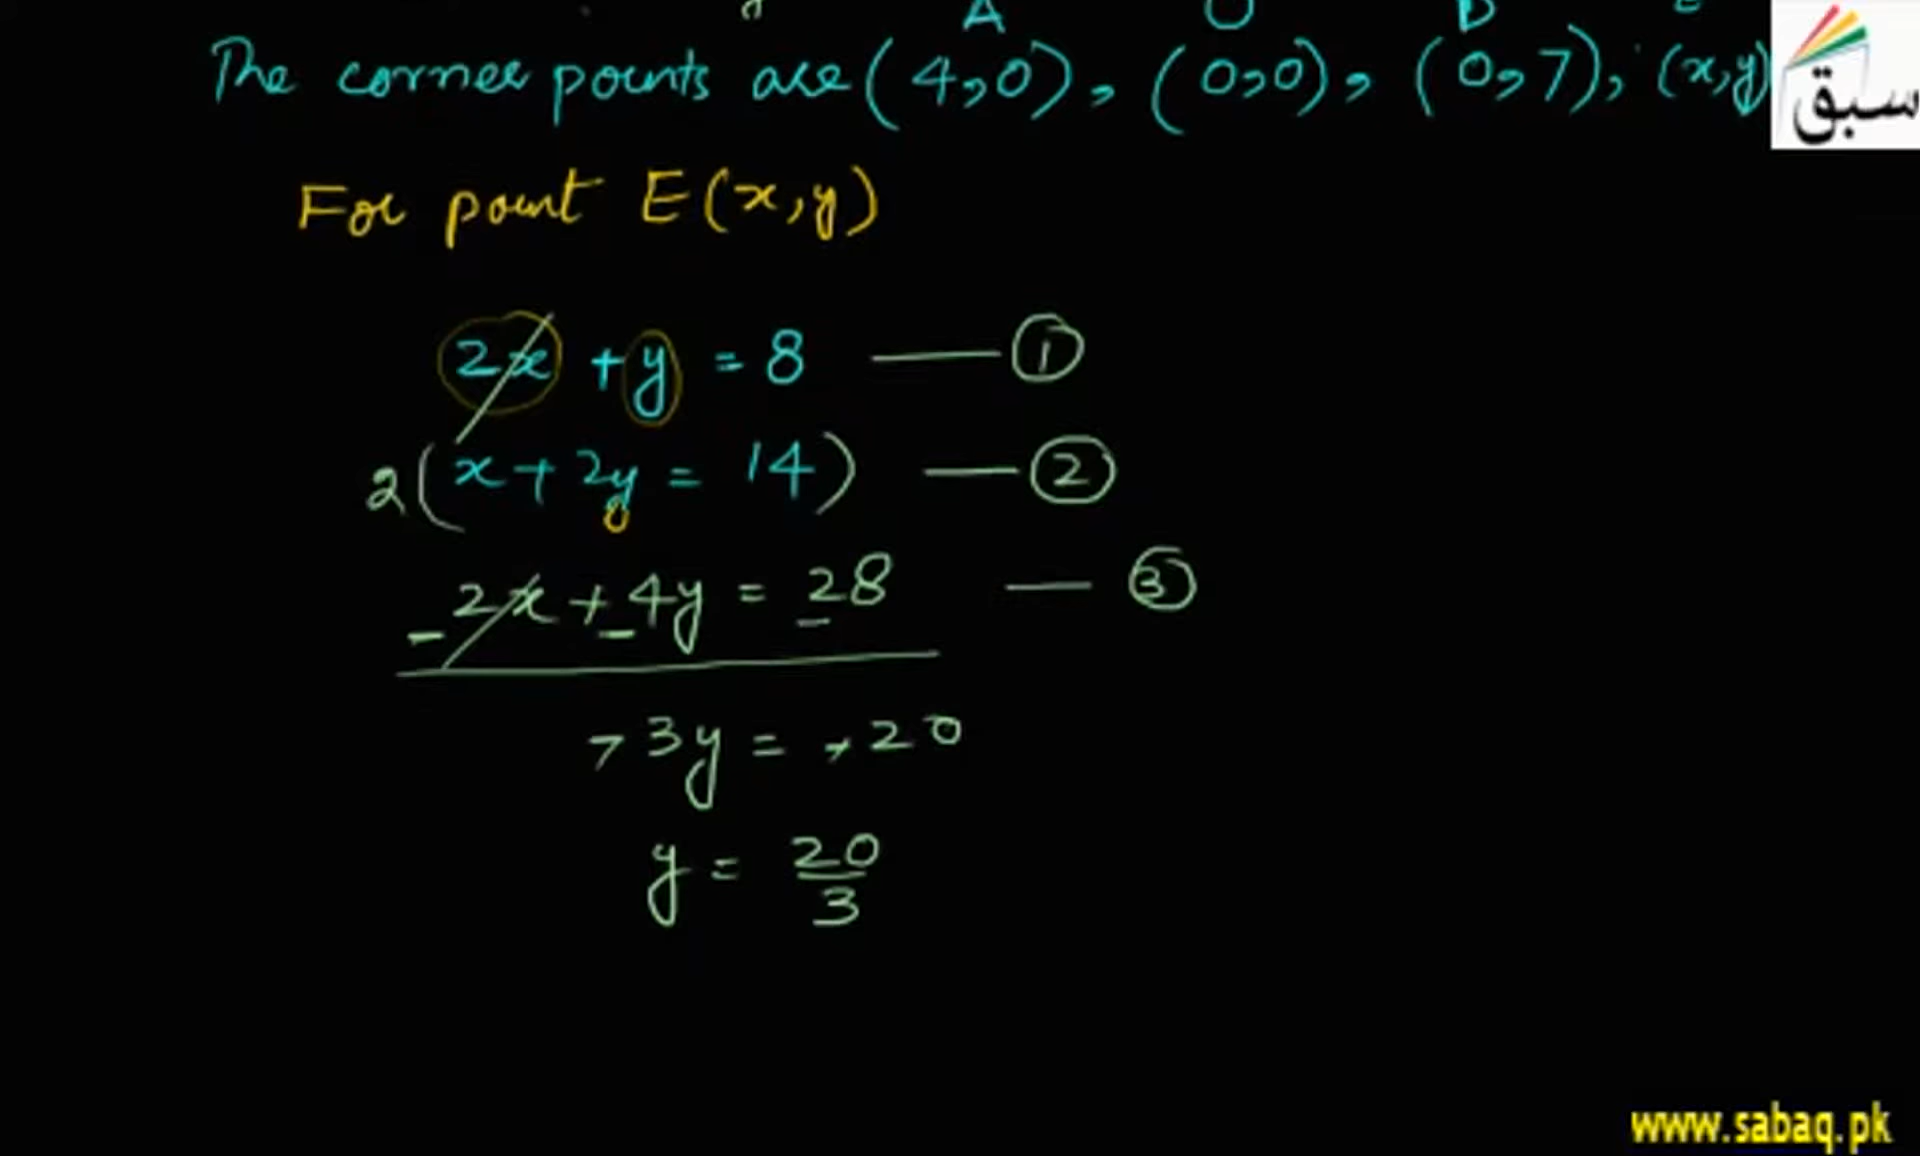 A O D E
The corner points are (4,0), (0,0), (0,7), (x,y)
سبق
For point E(x,y)
2x + y = 8 — 1
2(x + 2y = 14) — 2
2x + 4y = 28 — 3
- - -
-3y = -20
y = 20/3
www.sabaq.pk